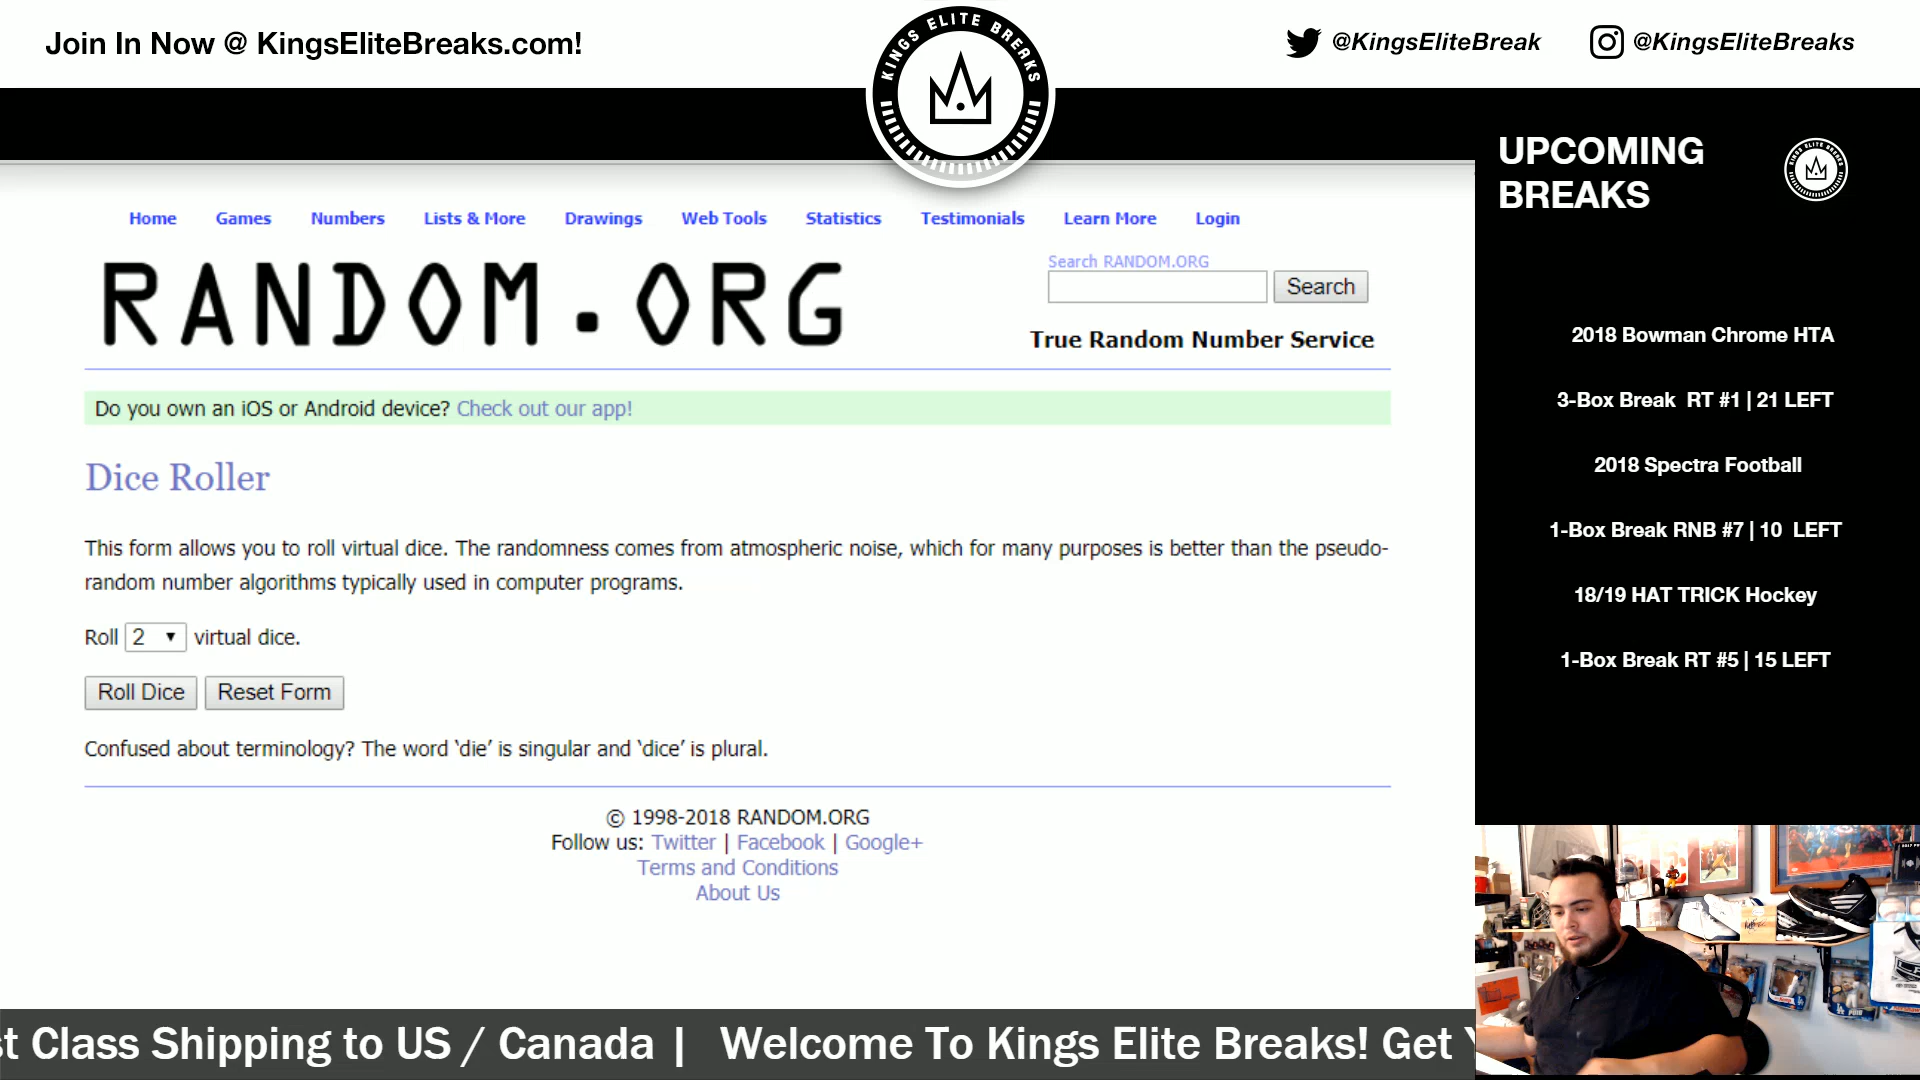 Join In Now @ KingsEliteBreaks.com!
KINGS ELITE BREAKS
@KingsEliteBreak
@KingsEliteBreaks
UPCOMING
BREAKS
KINGS ELITE BREAKS
Home Games Numbers Lists & More Drawings Web Tools Statistics Testimonials Learn More Login
RANDOM.ORG
Search RANDOM.ORG
Search
True Random Number Service
Do you own an iOS or Android device? Check out our app!
Dice Roller
This form allows you to roll virtual dice. The randomness comes from atmospheric noise, which for many purposes is better than the pseudo-
random number algorithms typically used in computer programs.
Roll 2 virtual dice.
Roll Dice Reset Form
Confused about terminology? The word ‘die’ is singular and ‘dice’ is plural.
© 1998-2018 RANDOM.ORG
Follow us: Twitter | Facebook | Google+
Terms and Conditions
About Us
2018 Bowman Chrome HTA
3-Box Break RT #1 | 21 LEFT
2018 Spectra Football
1-Box Break RNB #7 | 10 LEFT
18/19 HAT TRICK Hockey
1-Box Break RT #5 | 15 LEFT
t Class Shipping to US / Canada | Welcome To Kings Elite Breaks! Get